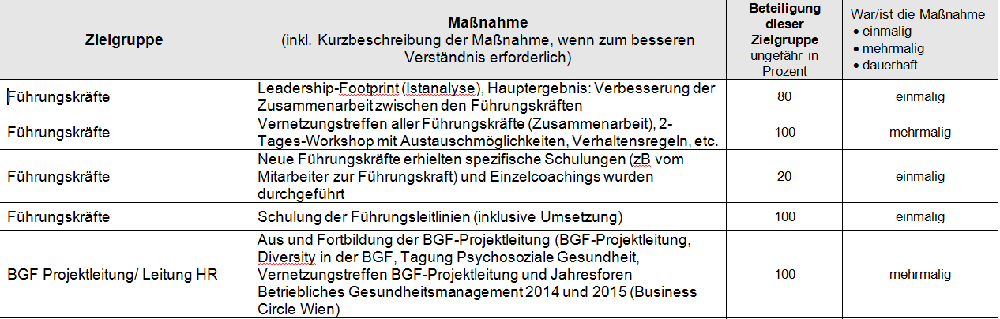 Zielgruppe
Maßnahme
(inkl. Kurzbeschreibung der Maßnahme, wenn zum besseren
Verständnis erforderlich)
Beteiligung
dieser
Zielgruppe
ungefähr in
Prozent
War/ist die Maßnahme
• einmalig
• mehrmalig
• dauerhaft
Führungskräfte
Leadership-Footprint (Istanalyse), Hauptergebnis: Verbesserung der
Zusammenarbeit zwischen den Führungskräften
80
einmalig
Führungskräfte
Vernetzungstreffen aller Führungskräfte (Zusammenarbeit), 2-
Tages-Workshop mit Austauschmöglichkeiten, Verhaltensregeln, etc.
100
mehrmalig
Führungskräfte
Neue Führungskräfte erhielten spezifische Schulungen (zB vom
Mitarbeiter zur Führungskraft) und Einzelcoachings wurden
durchgeführt
20
einmalig
Führungskräfte
Schulung der Führungsleitlinien (inklusive Umsetzung)
100
einmalig
BGF Projektleitung/ Leitung HR
Aus und Fortbildung der BGF-Projektleitung (BGF-Projektleitung,
Diversity in der BGF, Tagung Psychosoziale Gesundheit,
Vernetzungstreffen BGF-Projektleitung und Jahresforen
Betriebliches Gesundheitsmanagement 2014 und 2015 (Business
Circle Wien)
100
mehrmalig